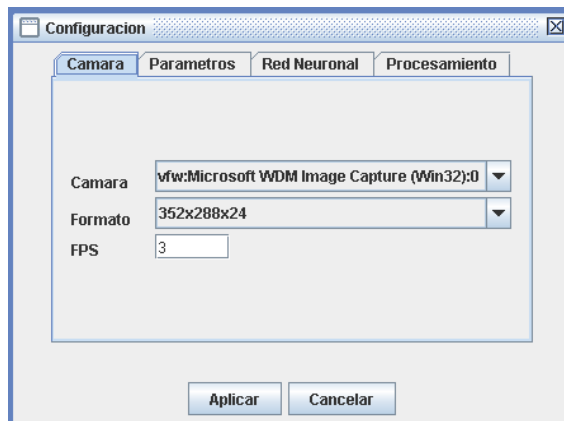 Configuracion
Camara Parametros Red Neuronal Procesamiento
Camara vfw:Microsoft WDM Image Capture (Win32):0
Formato 352x288x24
FPS 3
Aplicar Cancelar